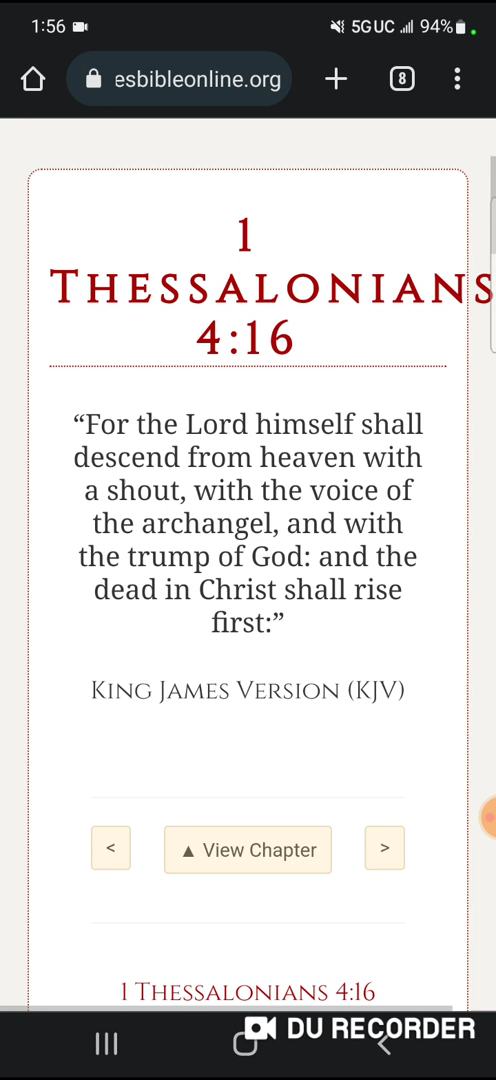 1:56
5GUC 94%
esbibleonline.org
8
1
THESSALONIANS
4:16
“For the Lord himself shall
descend from heaven with
a shout, with the voice of
the archangel, and with
the trump of God: and the
dead in Christ shall rise
first:”
KING JAMES VERSION (KJV)
< ▲ View Chapter >
1 THESSALONIANS 4:16
DU RECORDER